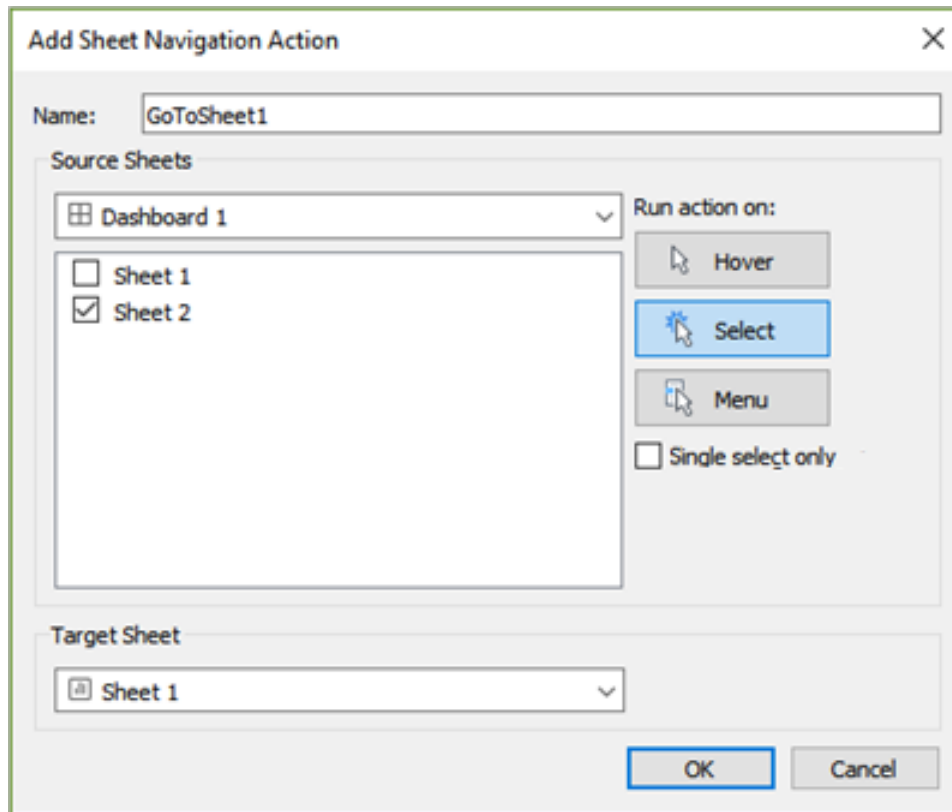 Add Sheet Navigation Action
Name: GoToSheet1
Source Sheets
Dashboard 1
Run action on:
Sheet 1
Sheet 2
Hover
Select
Menu
Single select only
Target Sheet
Sheet 1
OK Cancel